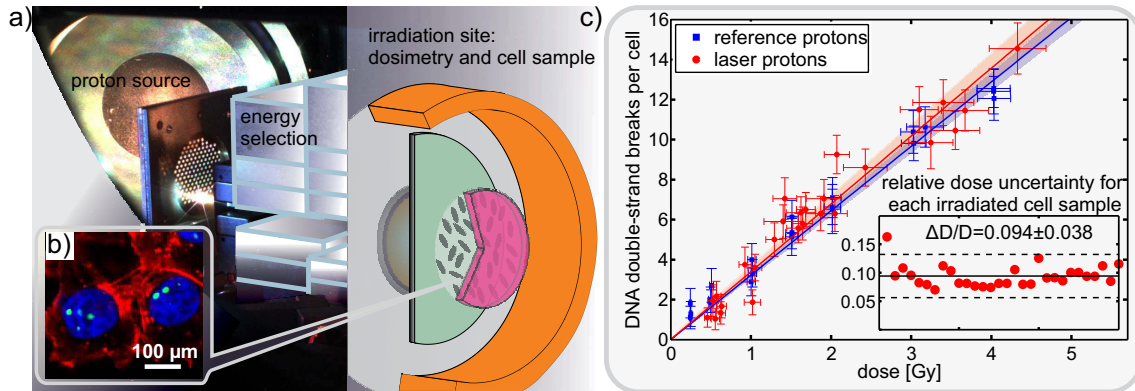 a)
proton source
energy
selection
irradiation site:
dosimetry and cell sample
b)
100 µm
c)
DNA double-strand breaks per cell
16
14
12
10
8
6
4
2
0
reference protons
laser protons
relative dose uncertainty for
each irradiated cell sample
ΔD/D=0.094±0.038
0.15
0.10
0.05
0 1 2 3 4 5
dose [Gy]